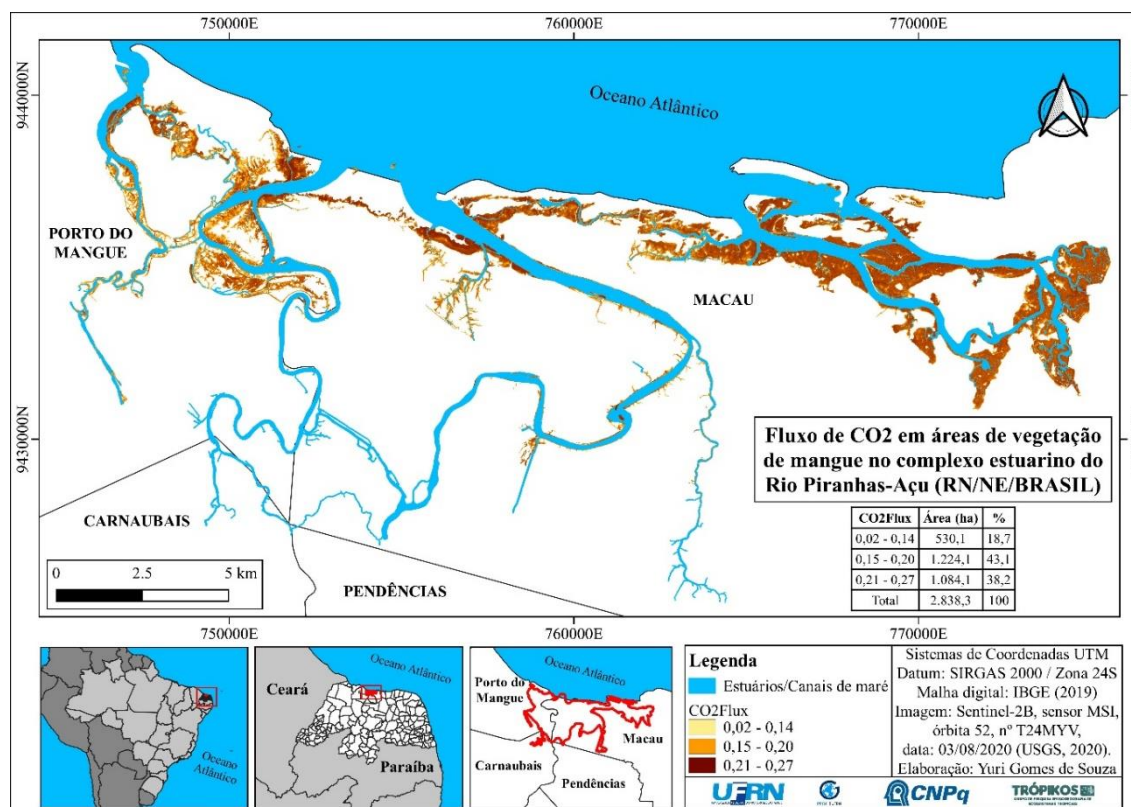 750000E
760000E
770000E
9440000N
9430000N
Oceano Atlântico
PORTO DO
MANGUE
MACAU
CARNAUBAIS
PENDÊNCIAS
0 2.5 5 km
Fluxo de CO2 em áreas de vegetação
de mangue no complexo estuarino do
Rio Piranhas-Açu (RN/NE/BRASIL)
CO2Flux Área (ha) %
0,02 - 0,14 530,1 18,7
0,15 - 0,20 1.224,1 43,1
0,21 - 0,27 1.084,1 38,2
Total 2.838,3 100
750000E
760000E
770000E
Oceano
Atlântico
Oceano Atlântico
Ceará
Paraíba
Oceano Atlântico
Porto do
Mangue
Macau
Carnaubais
Pendências
Legenda
Estuários/Canais de maré
CO2Flux
0,02 - 0,14
0,15 - 0,20
0,21 - 0,27
Sistemas de Coordenadas UTM
Datum: SIRGAS 2000 / Zona 24S
Malha digital: IBGE (2019)
Imagem: Sentinel-2B, sensor MSI,
órbita 52, nº T24MYV,
data: 03/08/2020 (USGS, 2020).
Elaboração: Yuri Gomes de Souza
UFRN
CNPq
TRÓPIKOS